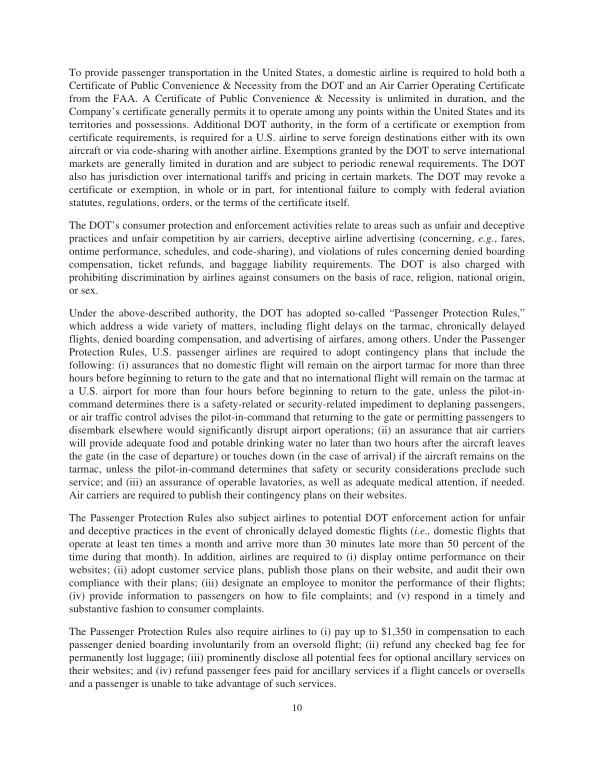 To provide passenger transportation in the United States, a domestic airline is required to hold both a
Certificate of Public Convenience & Necessity from the DOT and an Air Carrier Operating Certificate
from the FAA. A Certificate of Public Convenience & Necessity is unlimited in duration, and the
Company's certificate generally permits it to operate among any points within the United States and its
territories and possessions. Additional DOT authority, in the form of a certificate or exemption from
certificate requirements, is required for a U.S. airline to serve foreign destinations either with its own
aircraft or via code-sharing with another airline. Exemptions granted by the DOT to serve international
markets are generally limited in duration and are subject to periodic renewal requirements. The DOT
also has jurisdiction over international tariffs and pricing in certain markets. The DOT may revoke a
certificate or exemption, in whole or in part, for intentional failure to comply with federal aviation
statutes, regulations, orders, or the terms of the certificate itself.
The DOT's consumer protection and enforcement activities relate to areas such as unfair and deceptive
practices and unfair competition by air carriers, deceptive airline advertising (concerning, e.g., fares,
ontime performance, schedules, and code-sharing), and violations of rules concerning denied boarding
compensation, ticket refunds, and baggage liability requirements. The DOT is also charged with
prohibiting discrimination by airlines against consumers on the basis of race, religion, national origin,
or sex.
Under the above-described authority, the DOT has adopted so-called “Passenger Protection Rules,”
which address a wide variety of matters, including flight delays on the tarmac, chronically delayed
flights, denied boarding compensation, and advertising of airfares, among others. Under the Passenger
Protection Rules, U.S. passenger airlines are required to adopt contingency plans that include the
following: (i) assurances that no domestic flight will remain on the airport tarmac for more than three
hours before beginning to return to the gate and that no international flight will remain on the tarmac at
a U.S. airport for more than four hours before beginning to return to the gate, unless the pilot-in-
command determines there is a safety-related or security-related impediment to deplaning passengers,
or air traffic control advises the pilot-in-command that returning to the gate or permitting passengers to
disembark elsewhere would significantly disrupt airport operations; (ii) an assurance that air carriers
will provide adequate food and potable drinking water no later than two hours after the aircraft leaves
the gate (in the case of departure) or touches down (in the case of arrival) if the aircraft remains on the
tarmac, unless the pilot-in-command determines that safety or security considerations preclude such
service; and (iii) an assurance of operable lavatories, as well as adequate medical attention, if needed.
Air carriers are required to publish their contingency plans on their websites.
The Passenger Protection Rules also subject airlines to potential DOT enforcement action for unfair
and deceptive practices in the event of chronically delayed domestic flights (i.e., domestic flights that
operate at least ten times a month and arrive more than 30 minutes late more than 50 percent of the
time during that month). In addition, airlines are required to (i) display ontime performance on their
websites; (ii) adopt customer service plans, publish those plans on their website, and audit their own
compliance with their plans; (iii) designate an employee to monitor the performance of their flights;
(iv) provide information to passengers on how to file complaints; and (v) respond in a timely and
substantive fashion to consumer complaints.
The Passenger Protection Rules also require airlines to (i) pay up to $1,350 in compensation to each
passenger denied boarding involuntarily from an oversold flight; (ii) refund any checked bag fee for
permanently lost luggage; (iii) prominently disclose all potential fees for optional ancillary services on
their websites; and (iv) refund passenger fees paid for ancillary services if a flight cancels or oversells
and a passenger is unable to take advantage of such services.
10